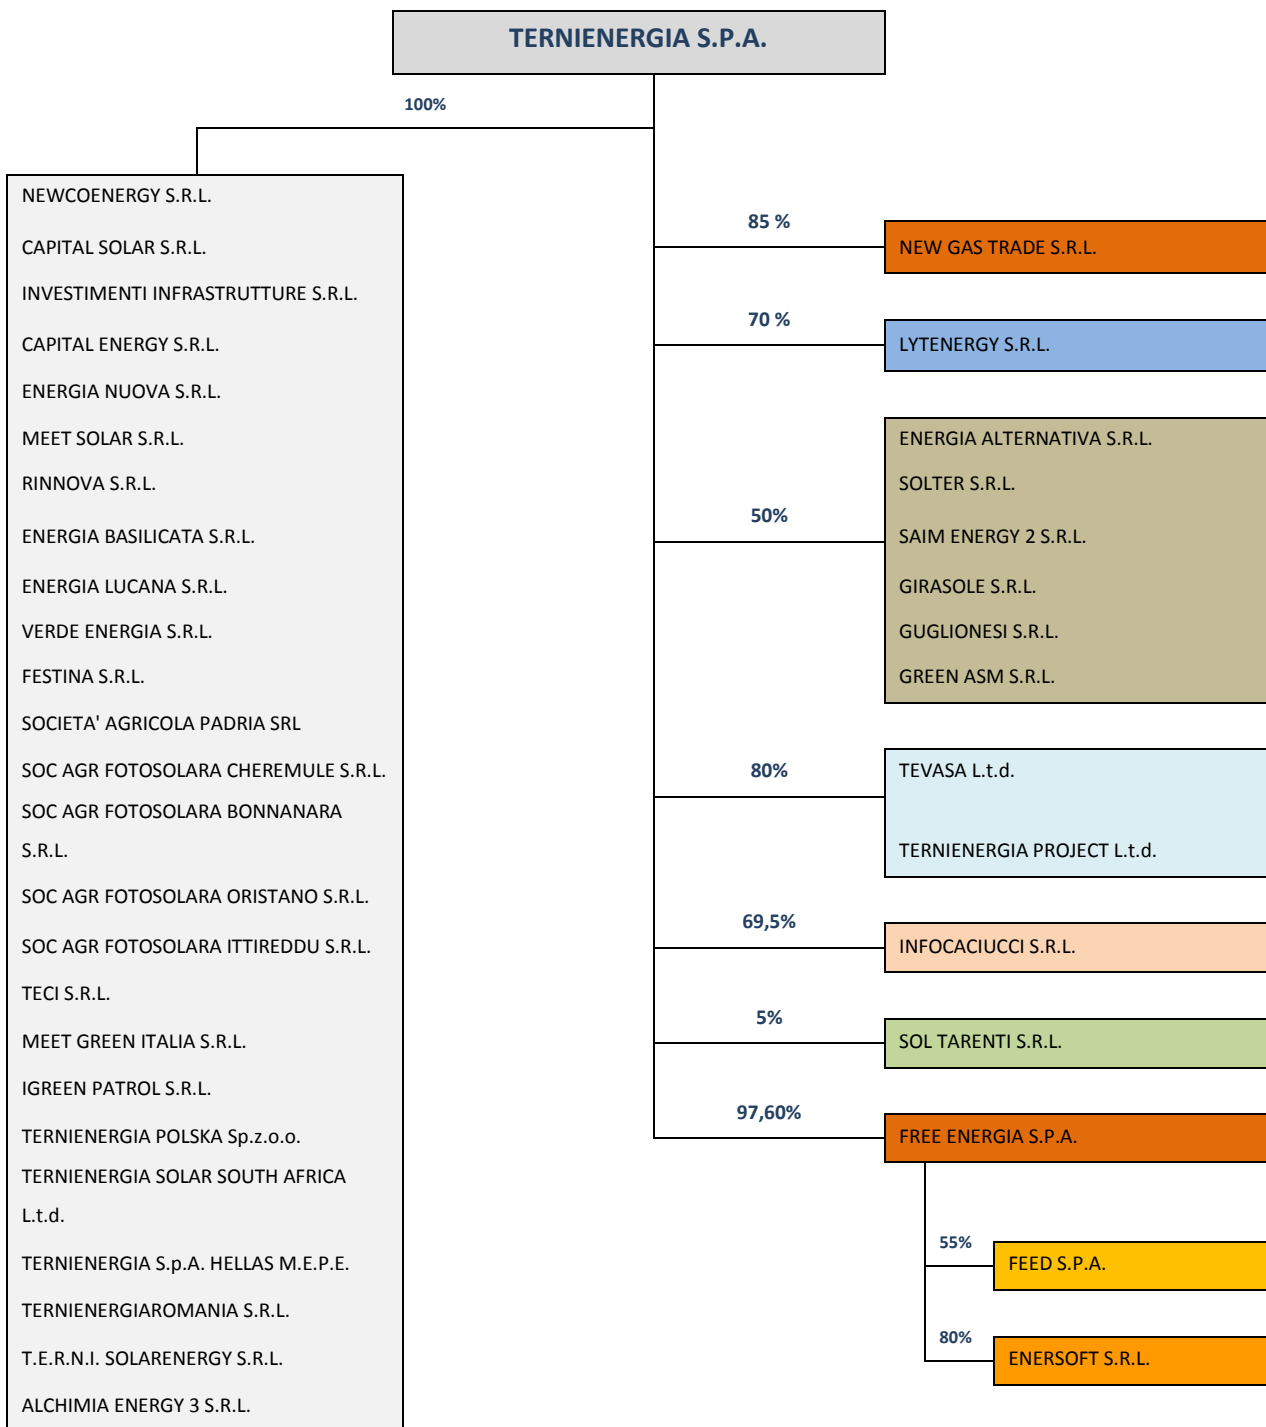 TERNIENERGIA S.P.A.
100%
NEWCOENERGY S.R.L.
CAPITAL SOLAR S.R.L.
INVESTIMENTI INFRASTRUTTURE S.R.L.
CAPITAL ENERGY S.R.L.
ENERGIA NUOVA S.R.L.
MEET SOLAR S.R.L.
RINNOVA S.R.L.
ENERGIA BASILICATA S.R.L.
ENERGIA LUCANA S.R.L.
VERDE ENERGIA S.R.L.
FESTINA S.R.L.
SOCIETA' AGRICOLA PADRIA SRL
SOC AGR FOTOSOLARA CHEREMULE S.R.L.
SOC AGR FOTOSOLARA BONNANARA
S.R.L.
SOC AGR FOTOSOLARA ORISTANO S.R.L.
SOC AGR FOTOSOLARA ITTIREDDU S.R.L.
TECI S.R.L.
MEET GREEN ITALIA S.R.L.
IGREEN PATROL S.R.L.
TERNIENERGIA POLSKA Sp.z.o.o.
TERNIENERGIA SOLAR SOUTH AFRICA
L.t.d.
TERNIENERGIA S.p.A. HELLAS M.E.P.E.
TERNIENERGIAROMANIA S.R.L.
T.E.R.N.I. SOLARENERGY S.R.L.
ALCHIMIA ENERGY 3 S.R.L.
85 %
NEW GAS TRADE S.R.L.
70 %
LYTENERGY S.R.L.
50%
ENERGIA ALTERNATIVA S.R.L.
SOLTER S.R.L.
SAIM ENERGY 2 S.R.L.
GIRASOLE S.R.L.
GUGLIONESI S.R.L.
GREEN ASM S.R.L.
80%
TEVASA L.t.d.
TERNIENERGIA PROJECT L.t.d.
69,5%
INFOCACIUCCI S.R.L.
5%
SOL TARENTI S.R.L.
97,60%
FREE ENERGIA S.P.A.
55%
FEED S.P.A.
80%
ENERSOFT S.R.L.